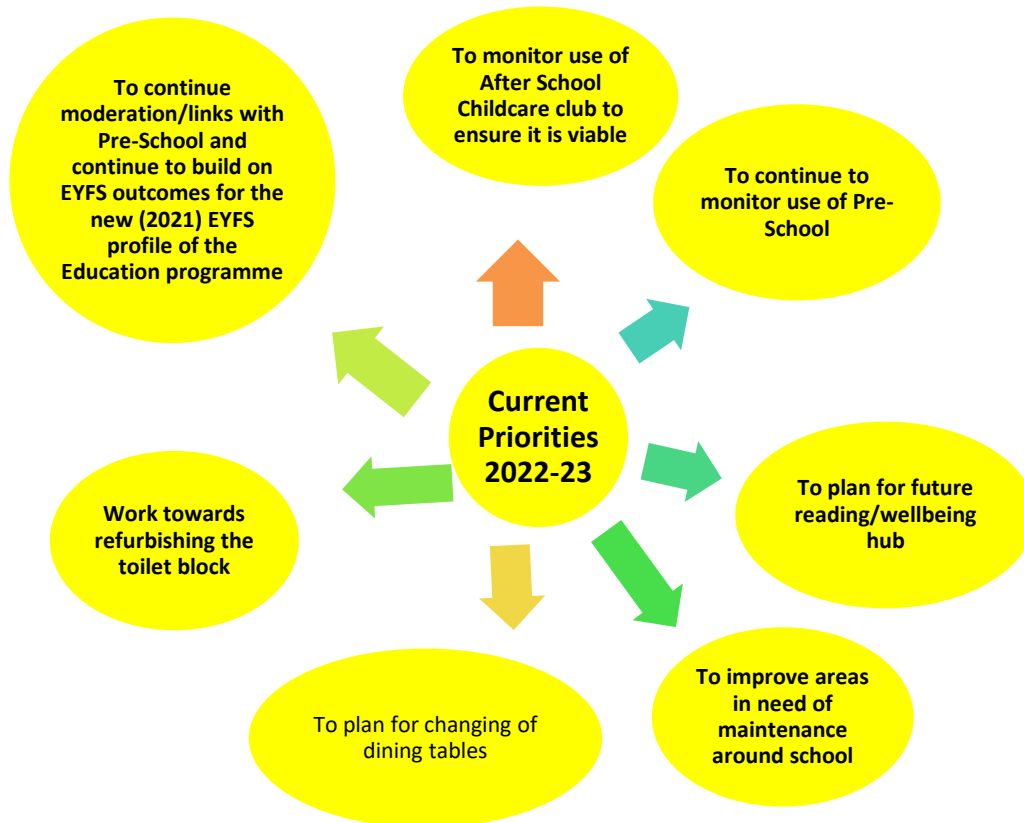 To continue
moderation/links with
Pre-School and
continue to build on
EYFS outcomes for the
new (2021) EYFS
profile of the
Education programme
To monitor use of
After School
Childcare club to
ensure it is viable
To continue to
monitor use of Pre-
School
Current
Priorities
2022-23
Work towards
refurbishing the
toilet block
To plan for future
reading/wellbeing
hub
To plan for changing of
dining tables
To improve areas
in need of
maintenance
around school